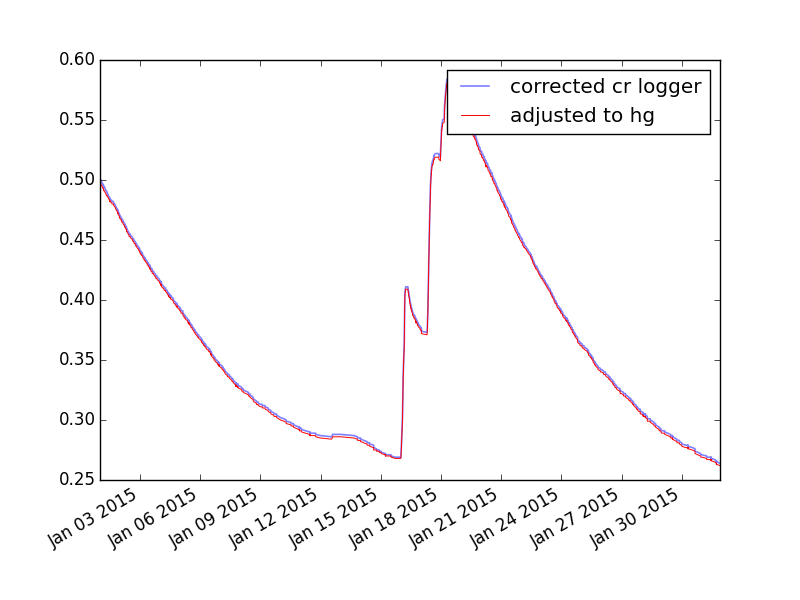 0.60
corrected cr logger
adjusted to hg
0.55
0.50
0.45
0.40
0.35
0.30
0.25
Jan 03 2015
Jan 06 2015
Jan 09 2015
Jan 12 2015
Jan 15 2015
Jan 18 2015
Jan 21 2015
Jan 24 2015
Jan 27 2015
Jan 30 2015